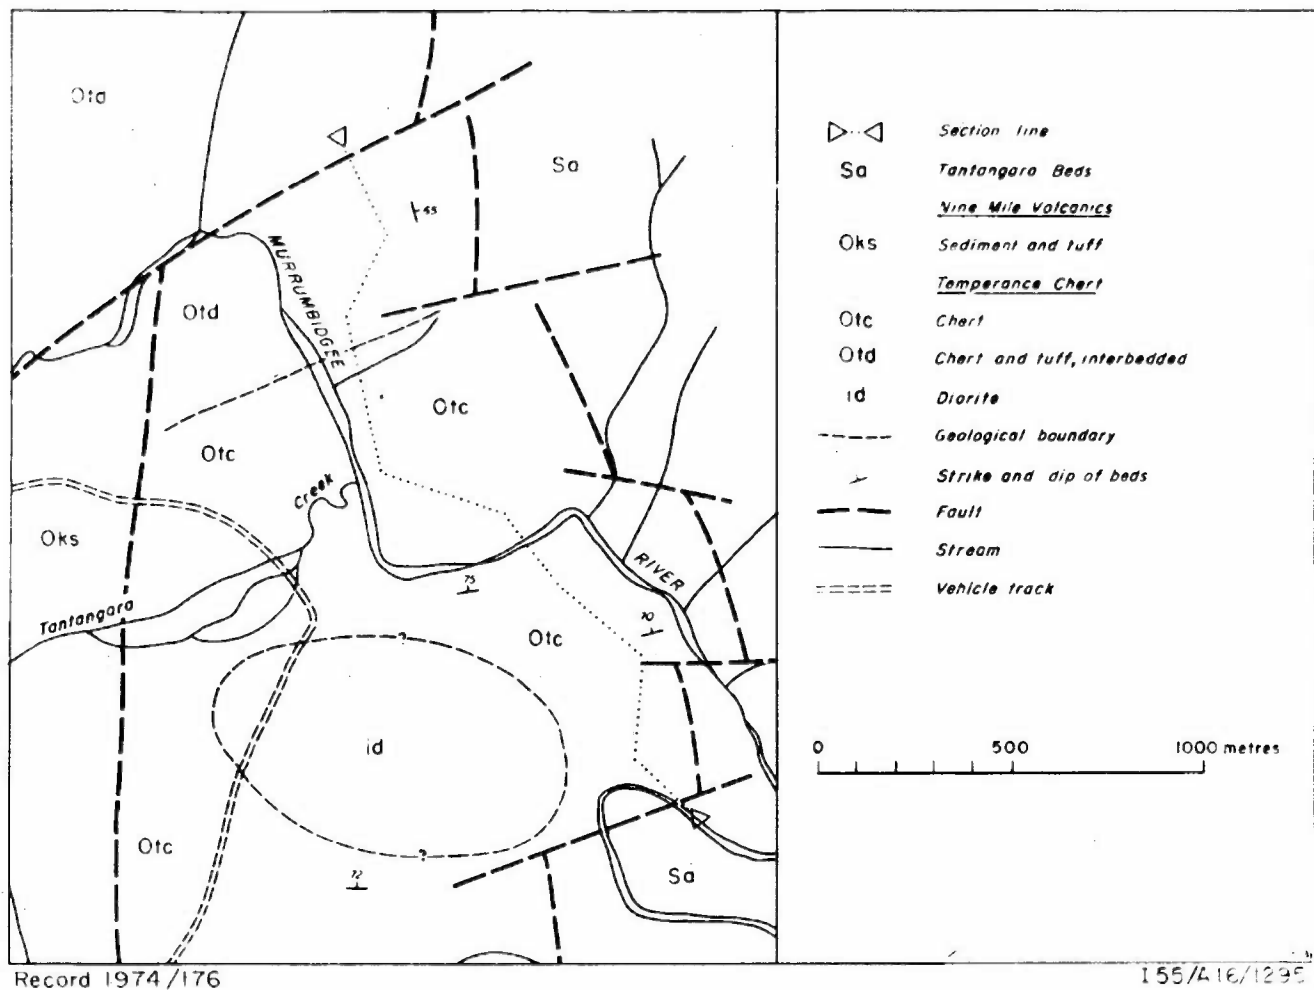 Otd
Sa
55
MURRUMBIDGEE
Otd
Otc
Otc
Creek
Oks
RIVER
75
Tantangara
70
Otc
?
id
Otc
?
72
Sa
Section line
Sa Tantangara Beds
Nine Mile Volcanics
Oks Sediment and tuff
Temperance Chert
Otc Chert
Otd Chert and tuff, interbedded
id Diorite
Geological boundary
Strike and dip of beds
Fault
Stream
Vehicle track
0 500 1000 metres
Record 1974/176
I55/A16/1295